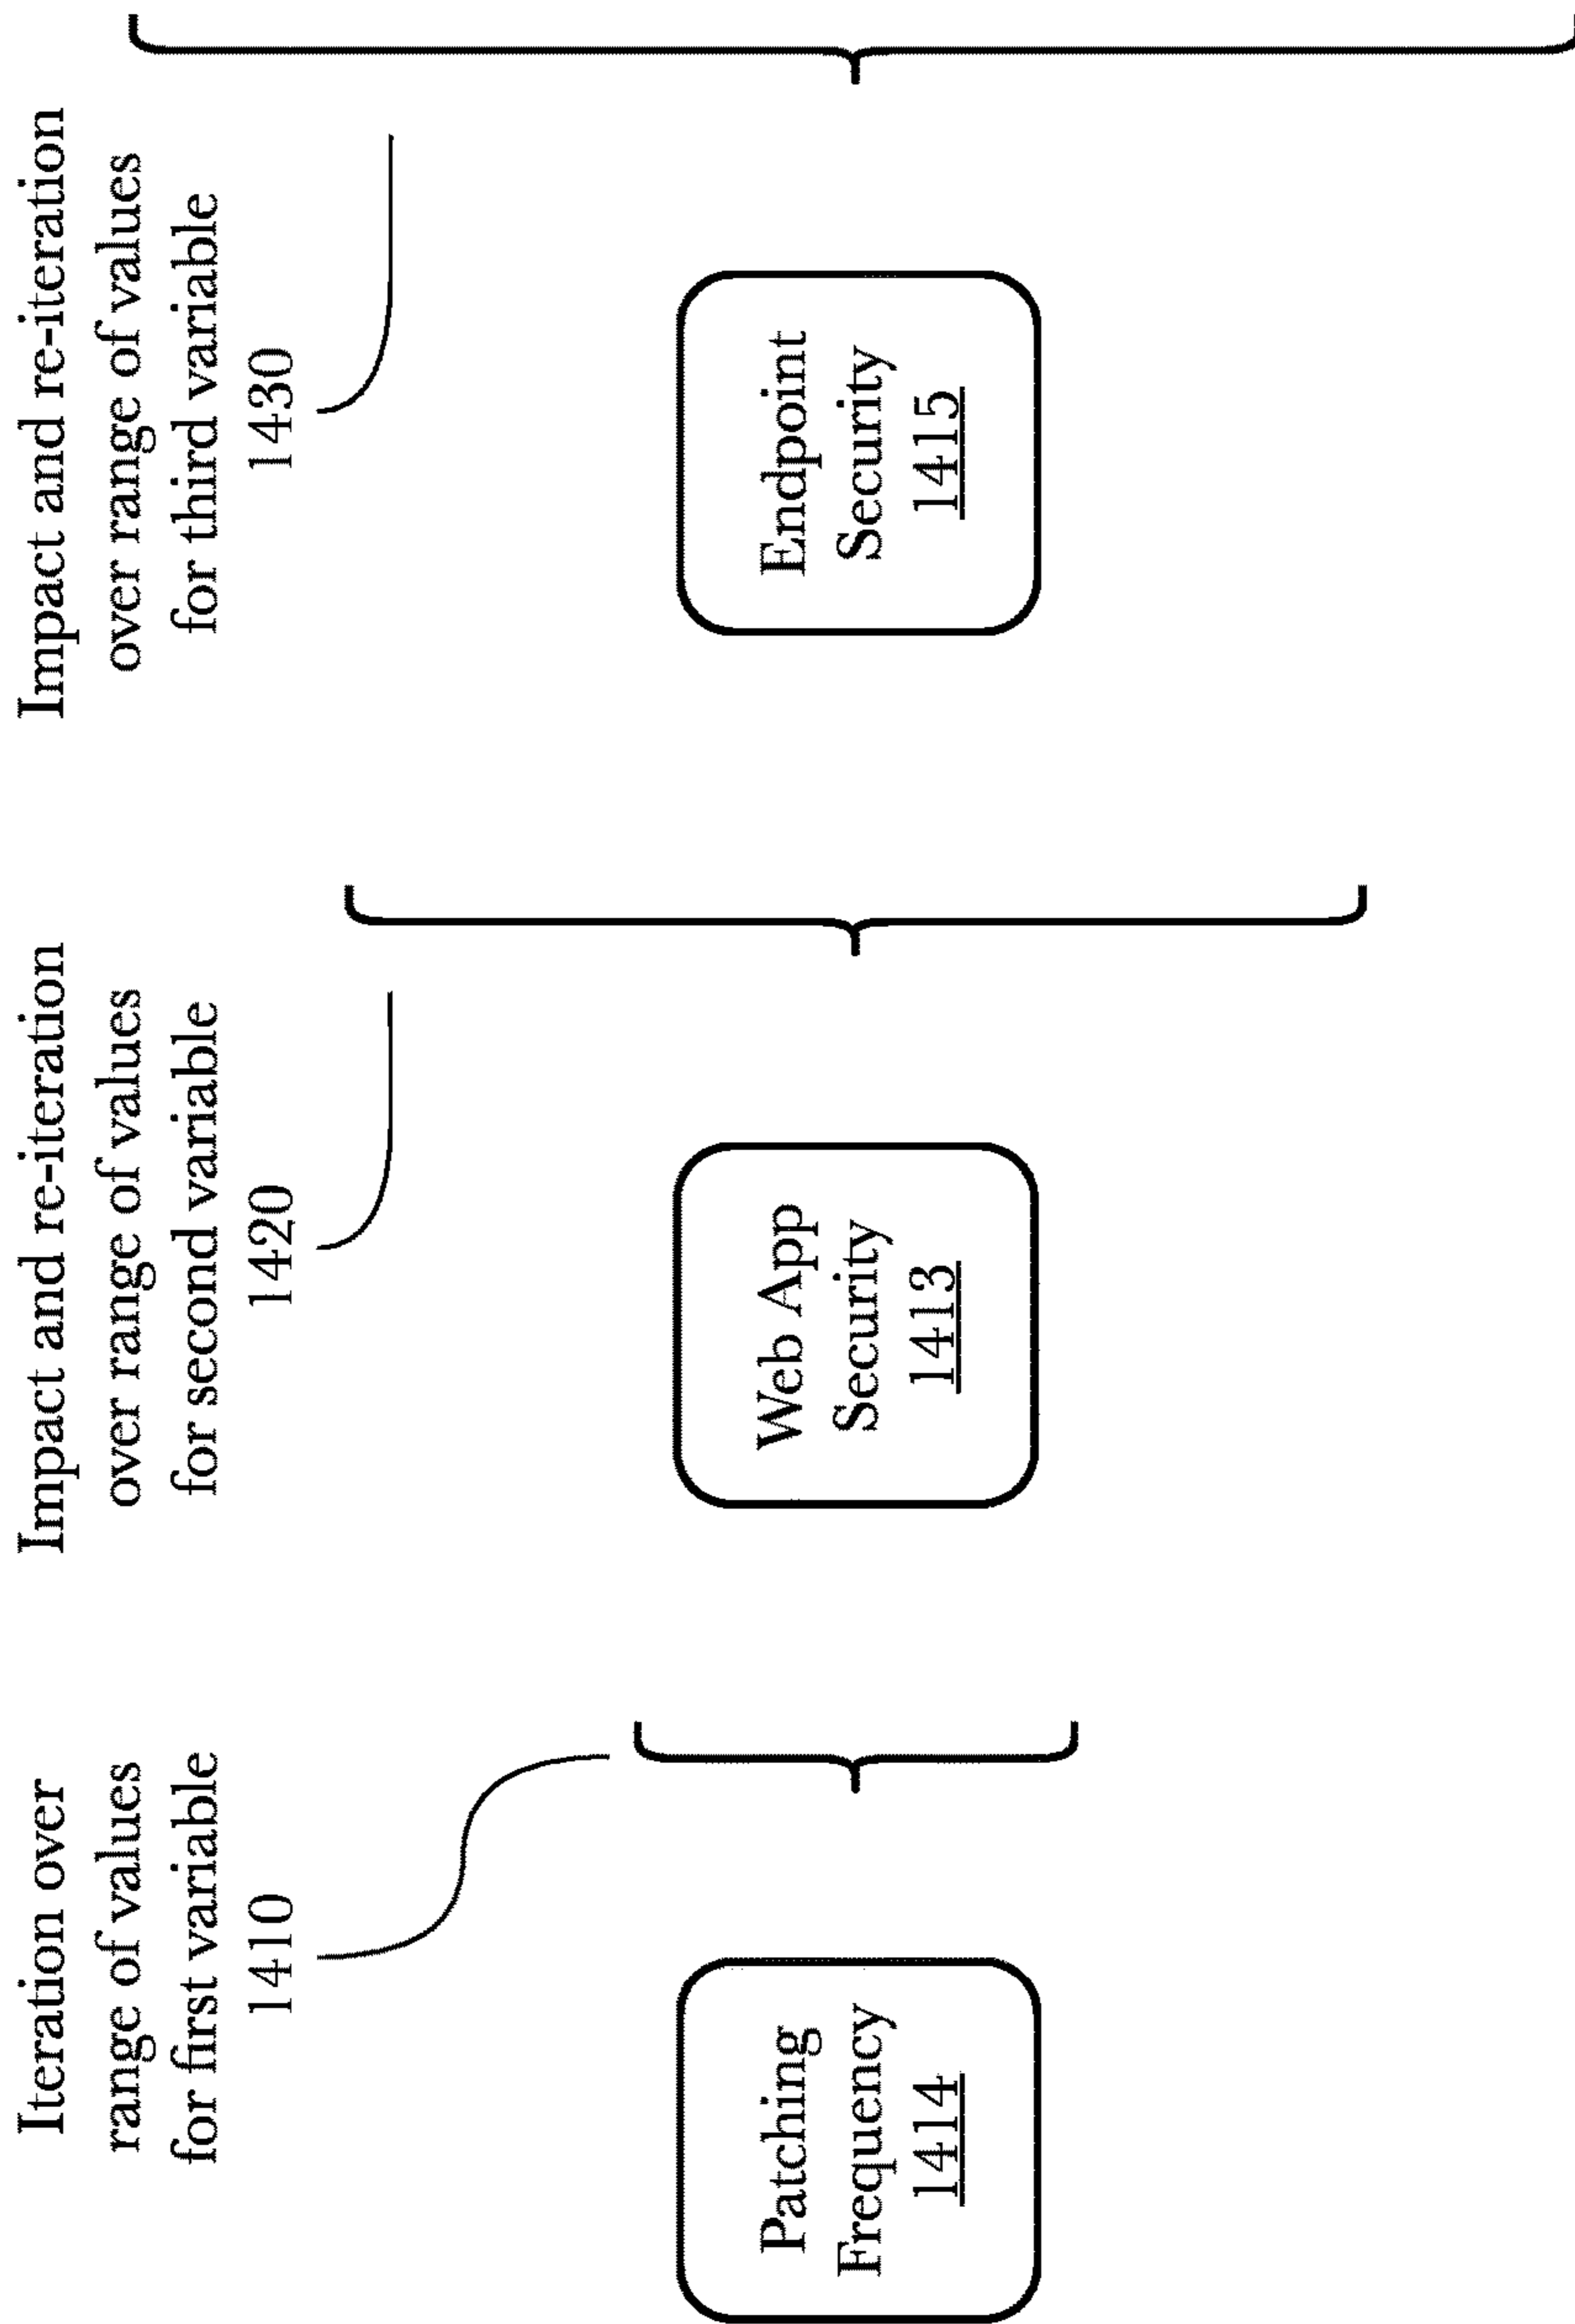 Iteration over
range of values
for first variable
1410
Impact and re-iteration
over range of values
for second variable
1420
Impact and re-iteration
over range of values
for third variable
1430
Patching
Frequency
1414
Web App
Security
1413
Endpoint
Security
1415